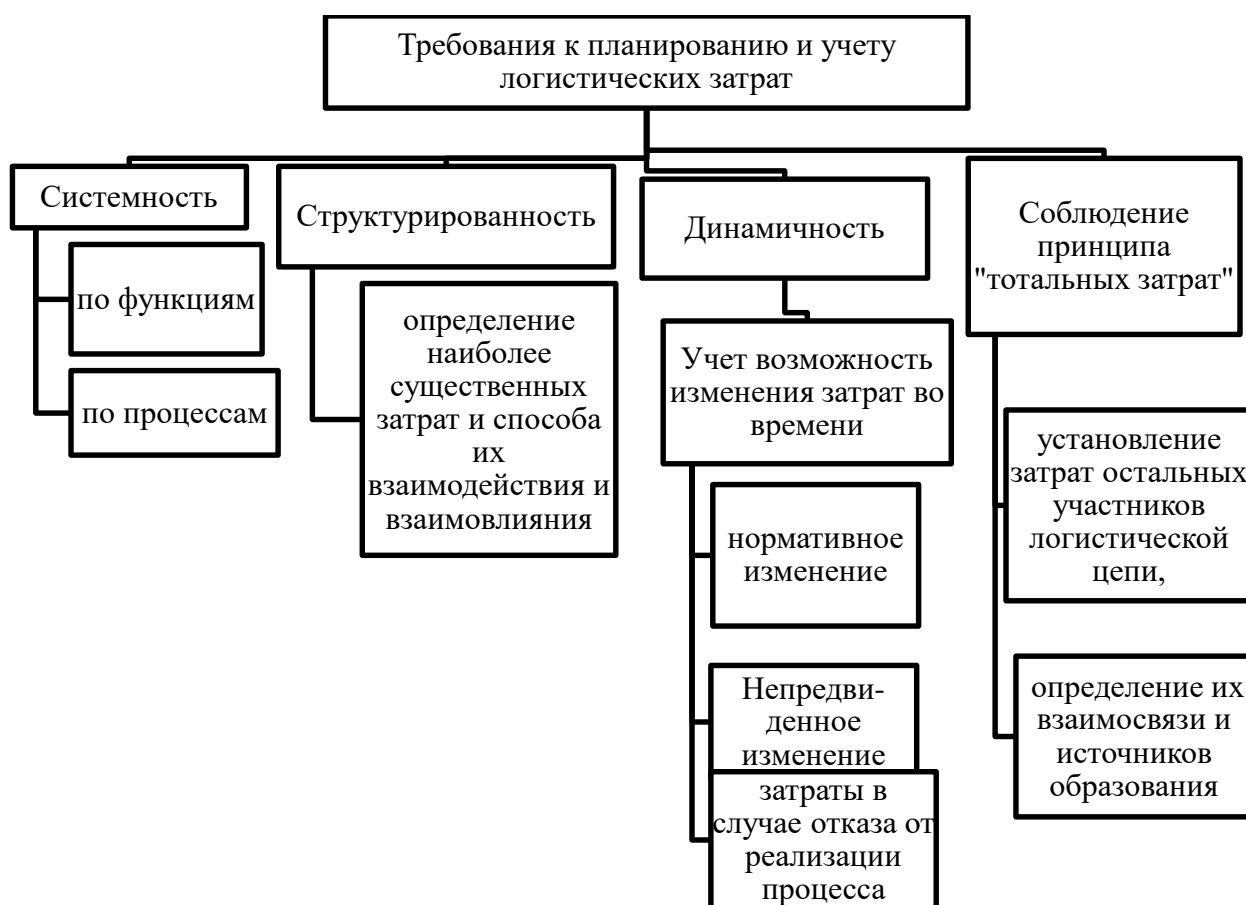 Требования к планированию и учету
логистических затрат
Системность
по функциям
по процессам
Структурированность
определение
наиболее
существенных
затрат и способа
их
взаимодействия и
взаимовлияния
Динамичность
Учет возможность
изменения затрат во
времени
нормативное
изменение
Непредви-
денное
изменение
затраты в
случае отказа от
реализации
процесса
Соблюдение
принципа
"тотальных затрат"
установление
затрат остальных
участников
логистической
цепи,
определение их
взаимосвязи и
источников
образования